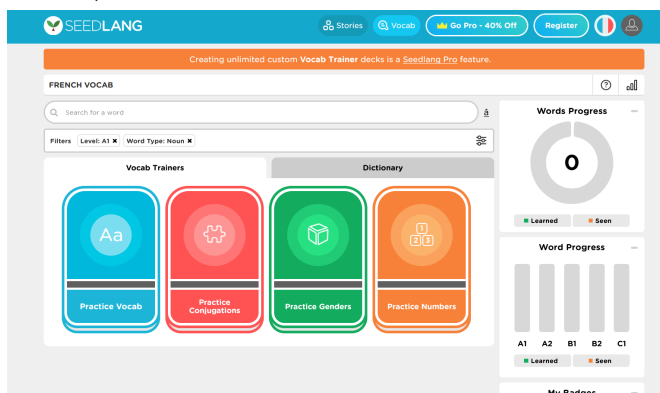 SEEDLANG
Stories
Vocab
Go Pro - 40% Off
Register
Creating unlimited custom Vocab Trainer decks is a Seedlang Pro feature.
FRENCH VOCAB
Search for a word
á
Filters
Level: A1 ✖
Word Type: Noun ✖
Vocab Trainers
Dictionary
Aa
Practice Vocab
Practice
Conjugations
Practice Genders
1
2 3
Practice Numbers
Words Progress
0
Learned
Seen
Word Progress
A1 A2 B1 B2 C1
Learned
Seen
My Badges